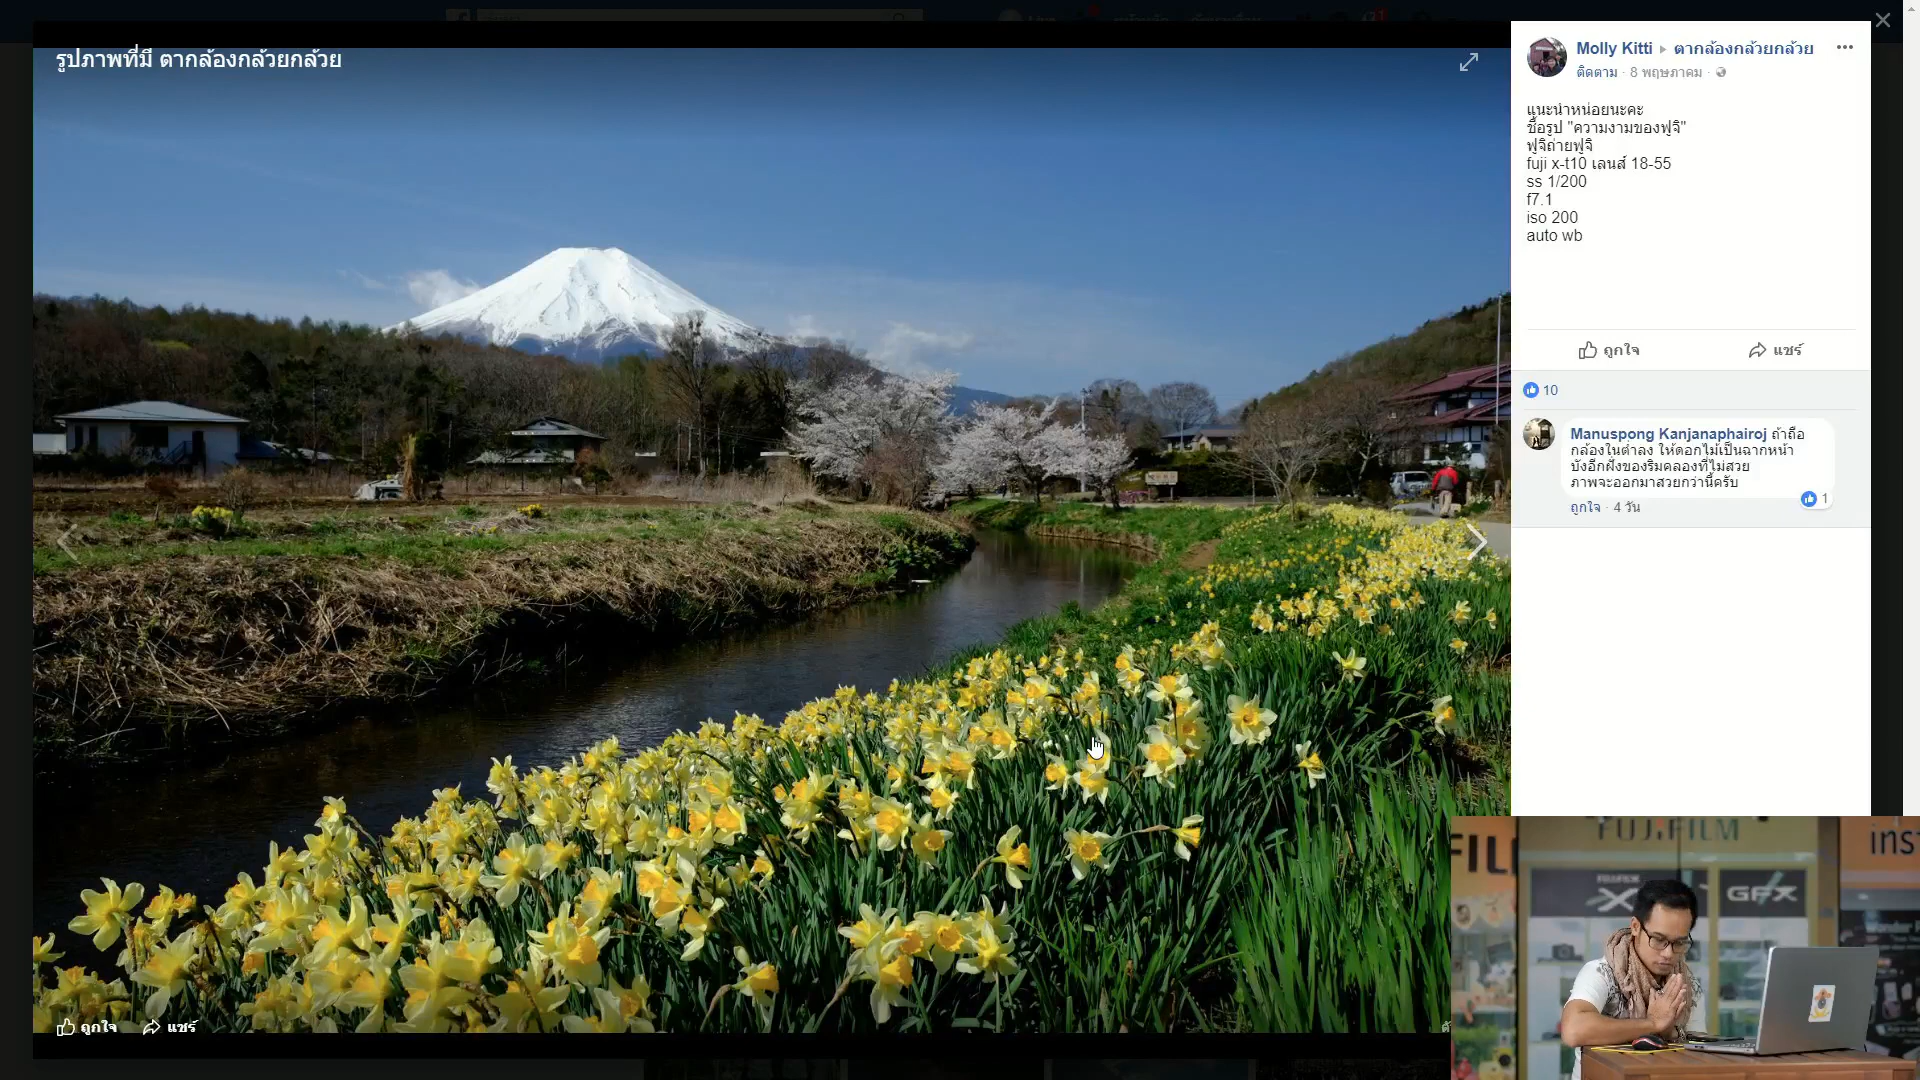 รูปภาพที่มี ตากล้องกล้วยกล้วย
Molly Kitti ▸ ตากล้องกล้วยกล้วย
ติดตาม · 8 พฤษภาคม ·
แนะนำหน่อยนะคะ
ชื่อรูป "ความงามของฟูจิ"
ฟูจิถ่ายฟูจิ
fuji x-t10 เลนส์ 18-55
ss 1/200
f7.1
iso 200
auto wb
ถูกใจ แชร์
10
Manuspong Kanjanaphairoj ถ้าถือ
กล้องในต่ำลง ให้ดอกไม้เป็นฉากหน้า
บังอีกฝั่งของริมคลองที่ไม่สวย
ภาพจะออกมาสวยกว่านี้ครับ
1
ถูกใจ · 4 วัน
FUJIFILM
ins
X
GFX
ถูกใจ แชร์